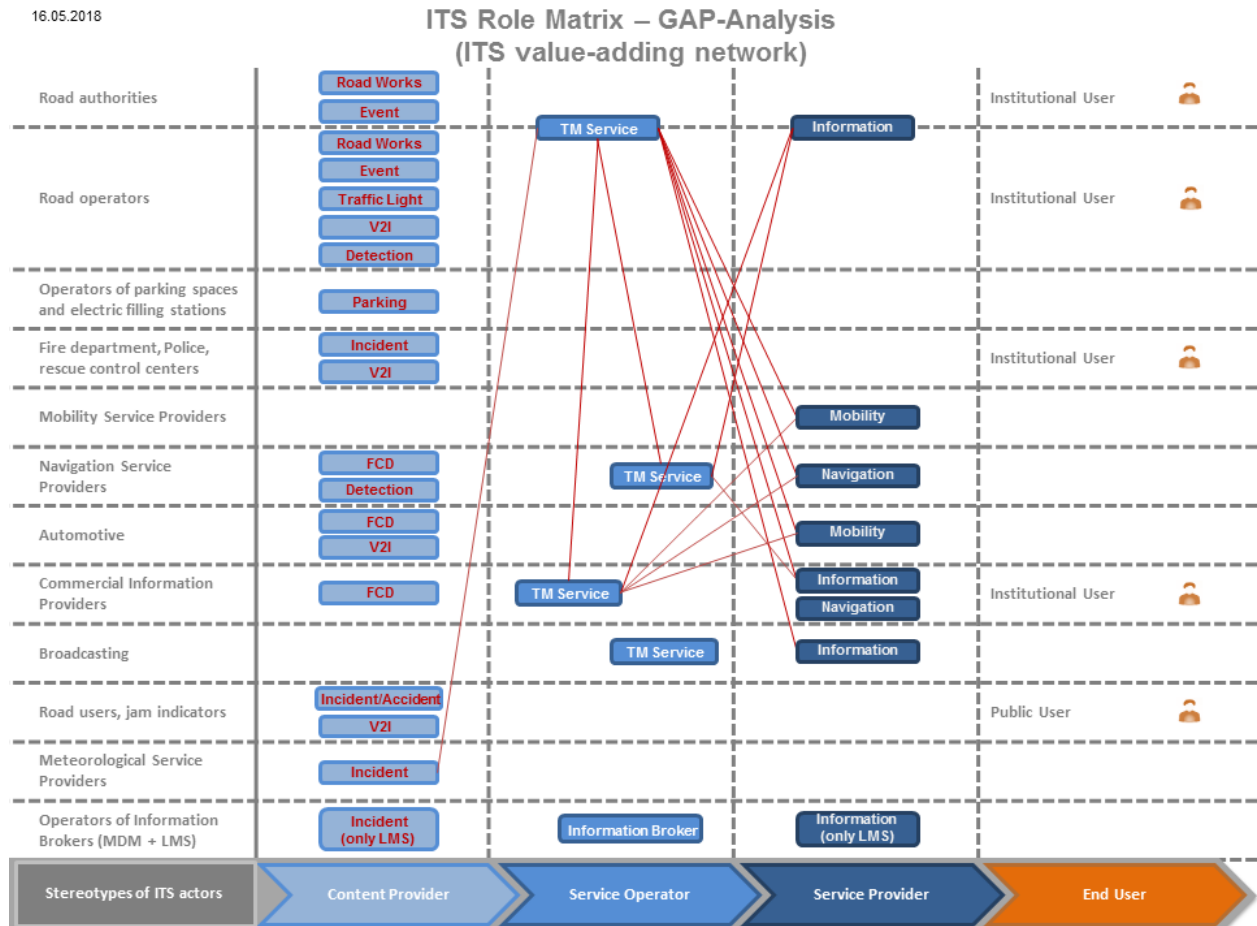 16.05.2018
ITS Role Matrix – GAP-Analysis
(ITS value-adding network)
Road authorities
Road Works
Event
TM Service
Information
Institutional User
Road operators
Road Works
Event
Traffic Light
V2I
Detection
Institutional User
Operators of parking spaces
and electric filling stations
Parking
Fire department, Police,
rescue control centers
Incident
V2I
Institutional User
Mobility Service Providers
Mobility
Navigation Service
Providers
FCD
Detection
TM Service
Navigation
Automotive
FCD
V2I
Mobility
Commercial Information
Providers
FCD
TM Service
Information
Navigation
Institutional User
Broadcasting
TM Service
Information
Road users, jam indicators
Incident/Accident
V2I
Public User
Meteorological Service
Providers
Incident
Operators of Information
Brokers (MDM + LMS)
Incident
(only LMS)
Information Broker
Information
(only LMS)
Stereotypes of ITS actors
Content Provider
Service Operator
Service Provider
End User